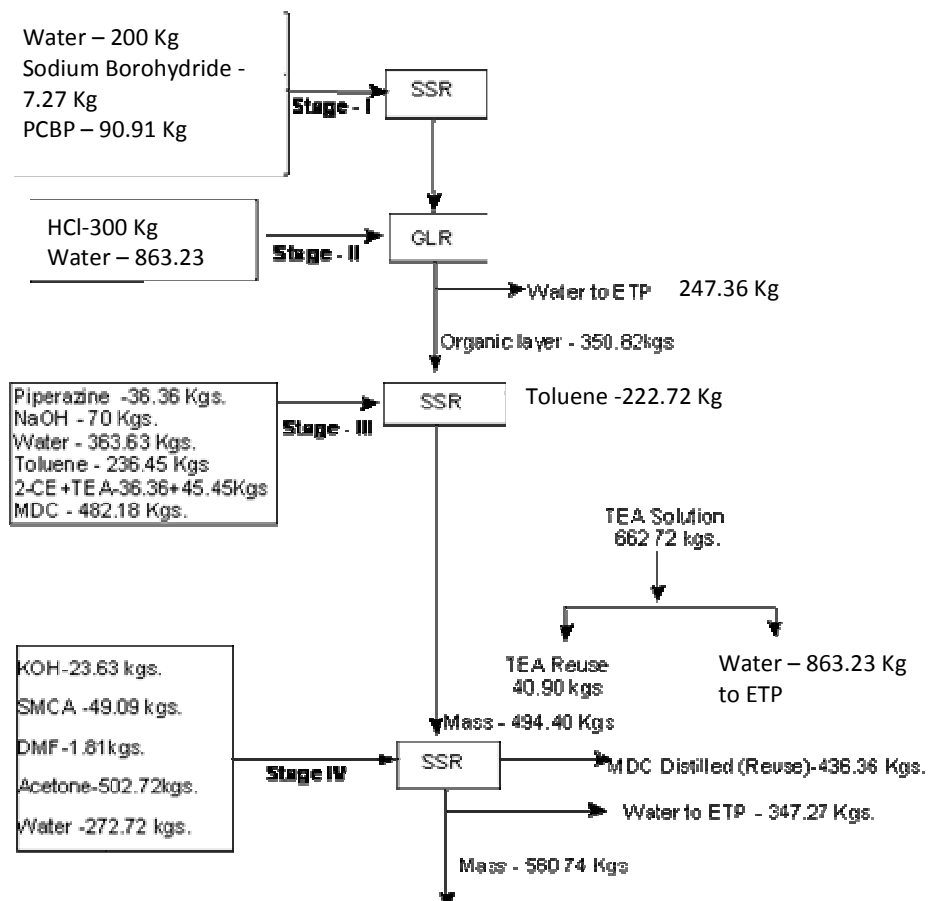 Water – 200 Kg
Sodium Borohydride -
7.27 Kg
PCBP – 90.91 Kg
Stage - I
SSR
HCl-300 Kg
Water – 863.23
Stage - II
GLR
Water to ETP 247.36 Kg
Organic layer - 350.82kgs
Piperazine -36.36 Kgs.
NaOH - 70 Kgs.
Water - 363.63 Kgs.
Toluene - 236.45 Kgs
2-CE+TEA-36.36+45.45Kgs
MDC - 482.18 Kgs.
Stage - III
SSR
Toluene -222.72 Kg
TEA Solution
662.72 kgs.
TEA Reuse
40.90 kgs
Water – 863.23 Kg
to ETP
Mass - 494.40 Kgs
KOH-23.63 kgs.
SMCA -49.09 kgs.
DMF-1.81kgs.
Acetone-502.72kgs.
Water -272.72 kgs.
Stage IV
SSR
MDC Distilled (Reuse)-436.36 Kgs.
Water to ETP - 347.27 Kgs.
Mass - 560.74 Kgs